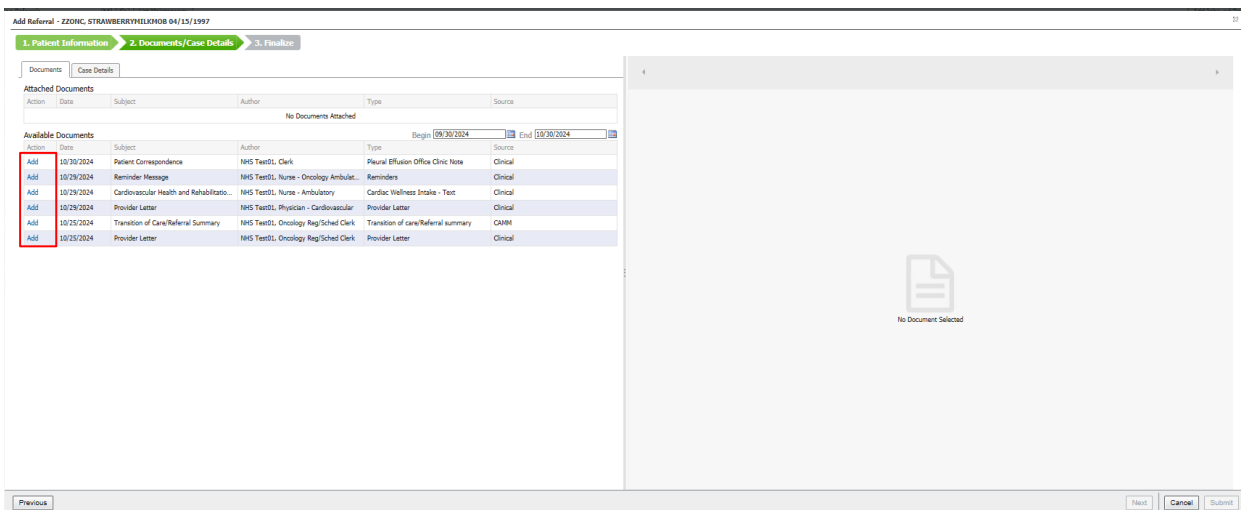 Add Referral - ZZONC, STRAWBERRYMILKMOB 04/15/1997
1. Patient Information 2. Documents/Case Details 3. Finalize
Documents Case Details
Attached Documents
Action Date Subject Author Type Source
No Documents Attached
Available Documents Begin 09/30/2024 End 10/30/2024
Action Date Subject Author Type Source
Add 10/30/2024 Patient Correspondence NHS Test01, Clerk Pleural Effusion Office Clinic Note Clinical
Add 10/29/2024 Reminder Message NHS Test01, Nurse - Oncology Ambulat... Reminders Clinical
Add 10/29/2024 Cardiovascular Health and Rehabilitatio... NHS Test01, Nurse - Ambulatory Cardiac Wellness Intake - Text Clinical
Add 10/29/2024 Provider Letter NHS Test01, Physician - Cardiovascular Provider Letter Clinical
Add 10/25/2024 Transition of Care/Referral Summary NHS Test01, Oncology Reg/Sched Clerk Transition of care/Referral summary CAMM
Add 10/25/2024 Provider Letter NHS Test01, Oncology Reg/Sched Clerk Provider Letter Clinical
No Document Selected
Previous Next Cancel Submit